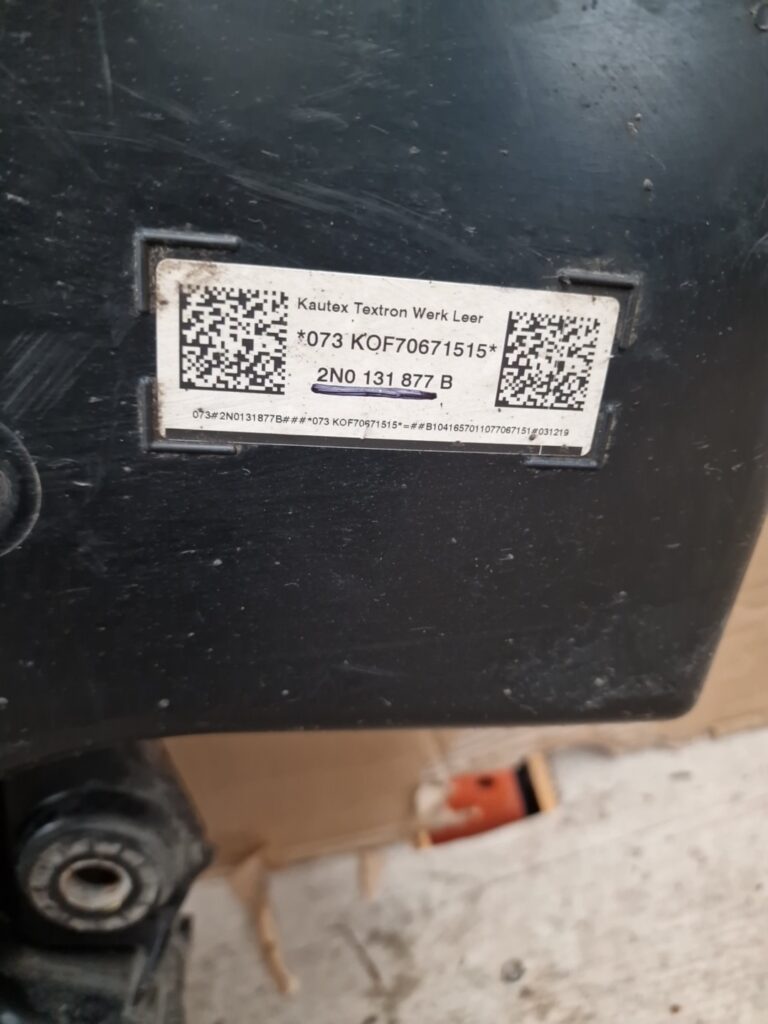 Kautex Textron Werk Leer
*073 KOF70671515*
2N0 131 877 B
073#2N0131877B###*073 KOF70671515*=##B1041657011077067151#031219